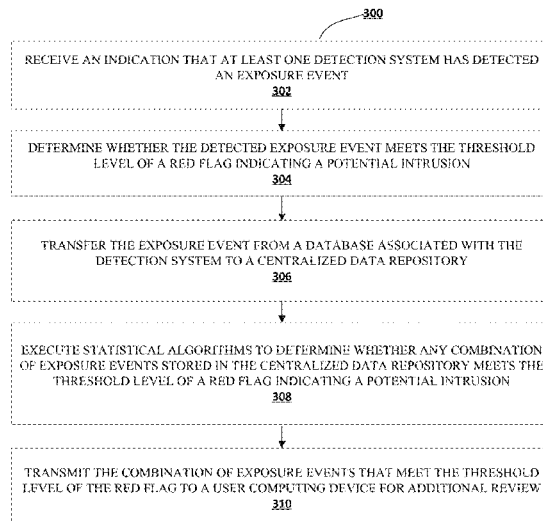 300
RECEIVE AN INDICATION THAT AT LEAST ONE DETECTION SYSTEM HAS DETECTED
AN EXPOSURE EVENT
302
DETERMINE WHETHER THE DETECTED EXPOSURE EVENT MEETS THE THRESHOLD
LEVEL OF A RED FLAG INDICATING A POTENTIAL INTRUSION
304
TRANSFER THE EXPOSURE EVENT FROM A DATABASE ASSOCIATED WITH THE
DETECTION SYSTEM TO A CENTRALIZED DATA REPOSITORY
306
EXECUTE STATISTICAL ALGORITHMS TO DETERMINE WHETHER ANY COMBINATION
OF EXPOSURE EVENTS STORED IN THE CENTRALIZED DATA REPOSITORY MEETS THE
THRESHOLD LEVEL OF A RED FLAG INDICATING A POTENTIAL INTRUSION
308
TRANSMIT THE COMBINATION OF EXPOSURE EVENTS THAT MEET THE THRESHOLD
LEVEL OF THE RED FLAG TO A USER COMPUTING DEVICE FOR ADDITIONAL REVIEW
310